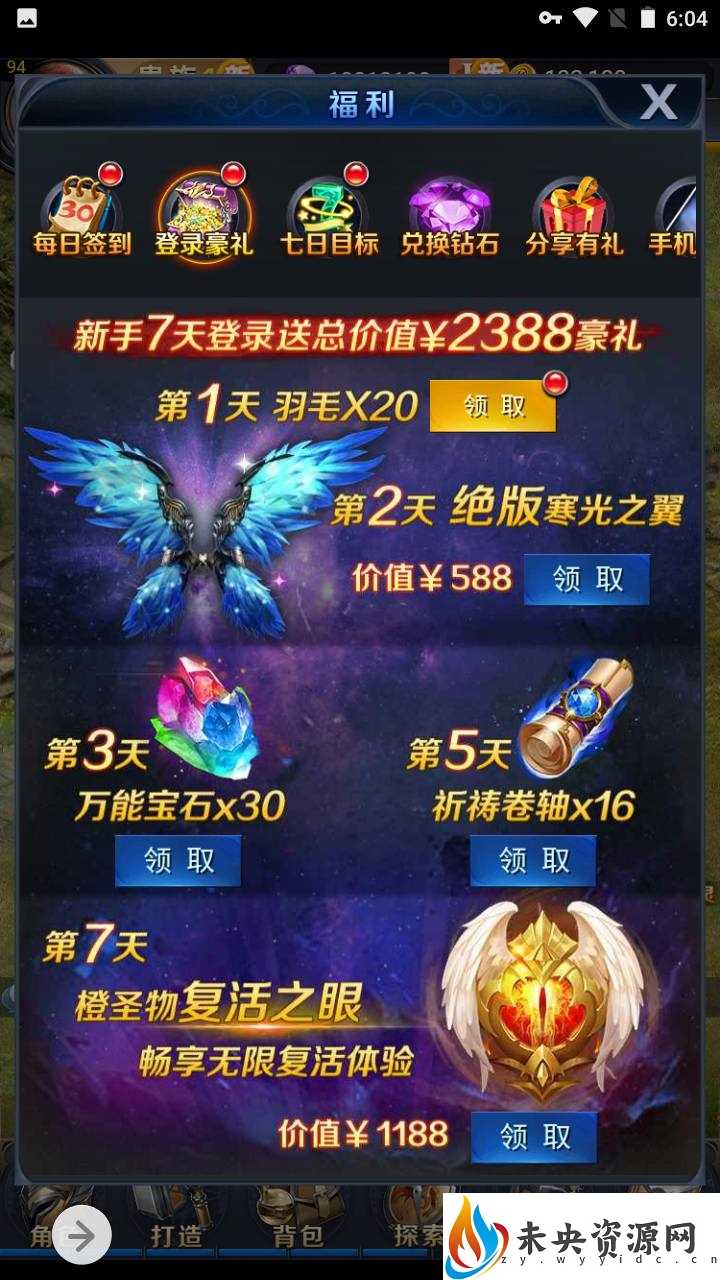 6:04
94
福利
X
30
7
每日签到 登录豪礼 七日目标 兑换钻石 分享有礼 手机
新手7天登录送总价值¥2388豪礼
第1天 羽毛X20 领取
第2天 绝版寒光之翼
价值¥588 领取
第3天
万能宝石x30
领取
第5天
祈祷卷轴x16
领取
第7天
橙圣物复活之眼
畅享无限复活体验
价值¥1188 领取
打造 背包 探索
未央资源网
zy.wyyidc.cn